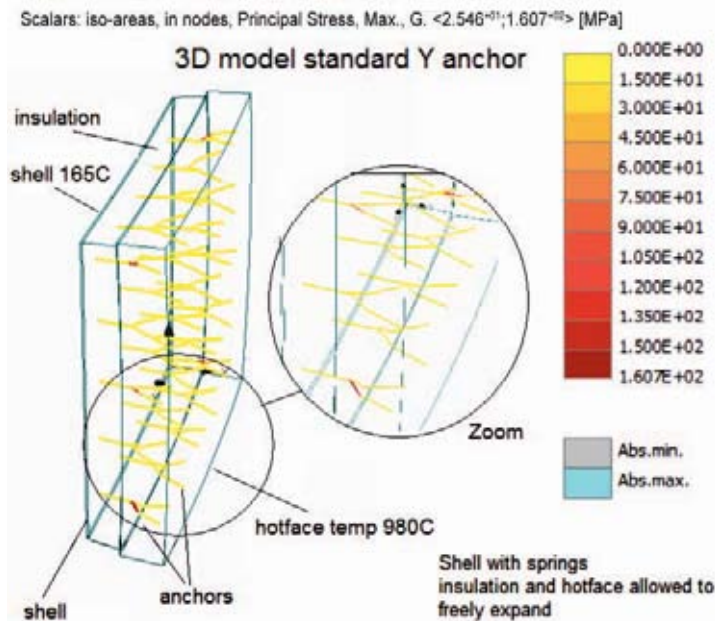 Scalars: iso-areas, in nodes, Principal Stress, Max., G. <2.546⁺⁰¹;1.607⁺⁰²> [MPa]
3D model standard Y anchor
insulation
shell 165C
0.000E+00
1.500E+01
3.000E+01
4.500E+01
6.000E+01
7.500E+01
9.000E+01
1.050E+02
1.200E+02
1.350E+02
1.500E+02
1.607E+02
Zoom
Abs.min.
Abs.max.
hotface temp 980C
anchors
shell
Shell with springs
insulation and hotface allowed to
freely expand